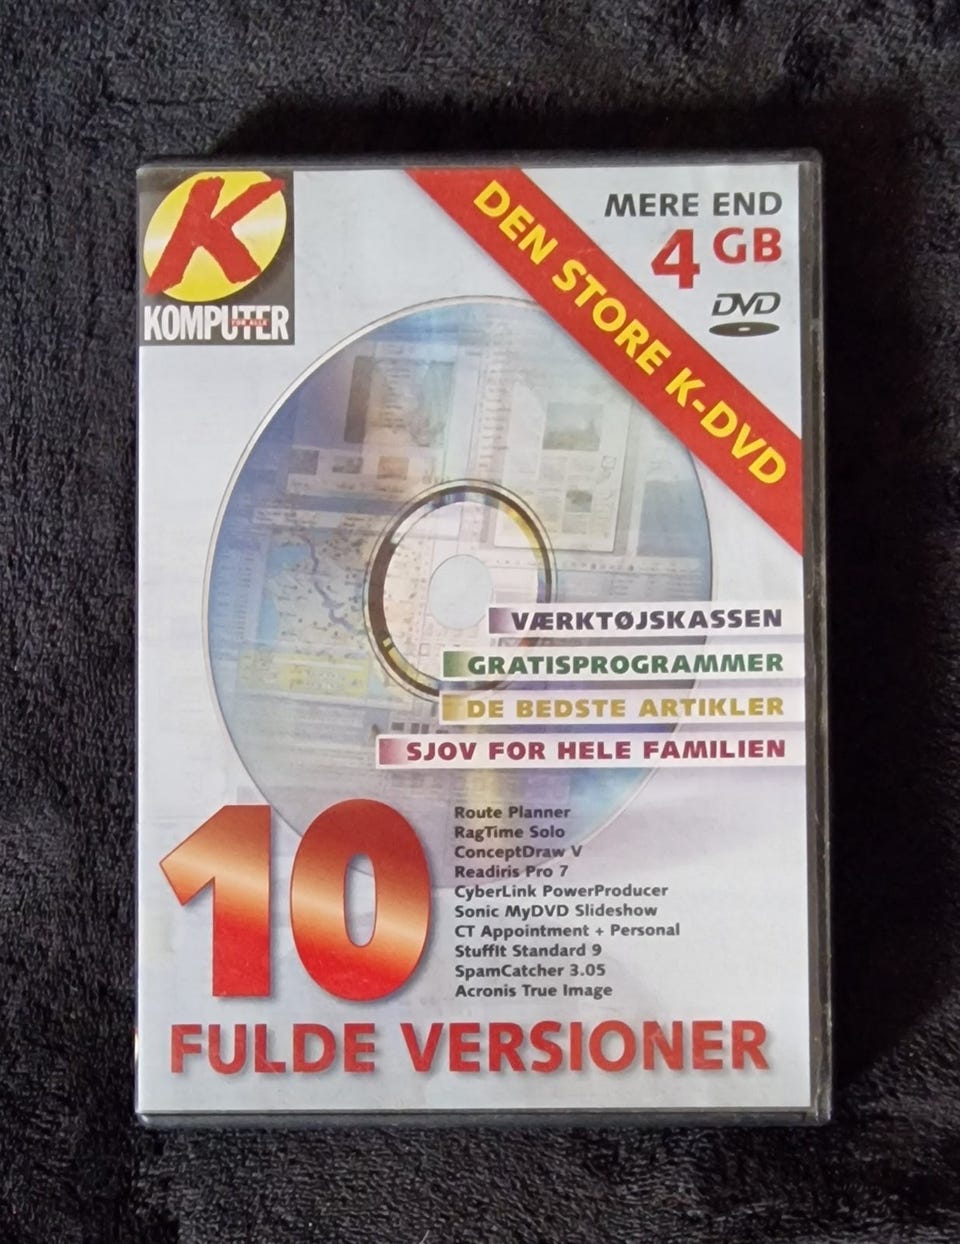 K
KOMPUTER
FOR ALLE
DEN STORE K-DVD
MERE END
4 GB
DVD
VÆRKTØJSKASSEN
GRATISPROGRAMMER
DE BEDSTE ARTIKLER
SJOV FOR HELE FAMILIEN
10
Route Planner
RagTime Solo
ConceptDraw V
Readiris Pro 7
CyberLink PowerProducer
Sonic MyDVD Slideshow
CT Appointment + Personal
StuffIt Standard 9
SpamCatcher 3.05
Acronis True Image
FULDE VERSIONER